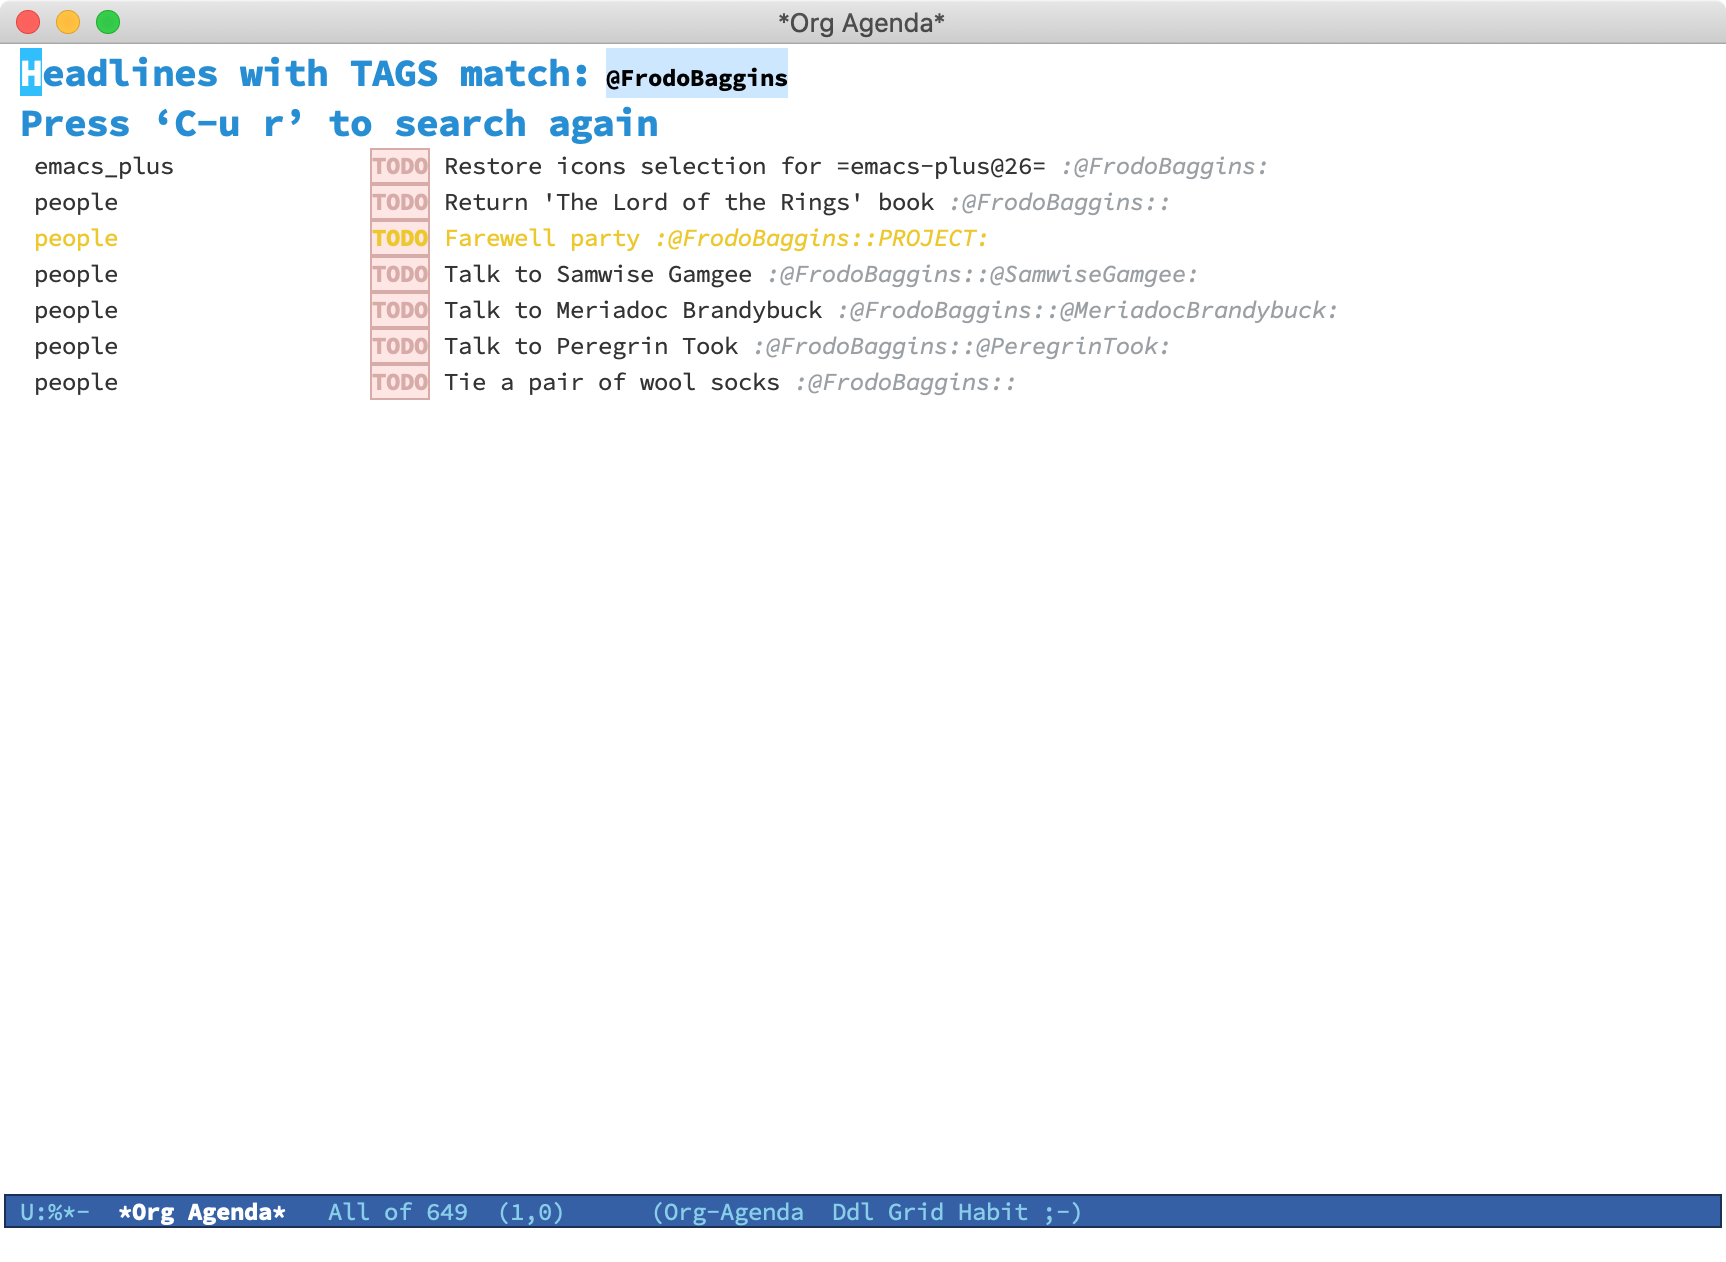 *Org Agenda*
Headlines with TAGS match: @FrodoBaggins
Press ‘C-u r’ to search again
emacs_plus TODO Restore icons selection for =emacs-plus@26= :@FrodoBaggins:
people TODO Return 'The Lord of the Rings' book :@FrodoBaggins::
people TODO Farewell party :@FrodoBaggins::PROJECT:
people TODO Talk to Samwise Gamgee :@FrodoBaggins::@SamwiseGamgee:
people TODO Talk to Meriadoc Brandybuck :@FrodoBaggins::@MeriadocBrandybuck:
people TODO Talk to Peregrin Took :@FrodoBaggins::@PeregrinTook:
people TODO Tie a pair of wool socks :@FrodoBaggins::
U:%*- *Org Agenda* All of 649 (1,0) (Org-Agenda Ddl Grid Habit ;-)